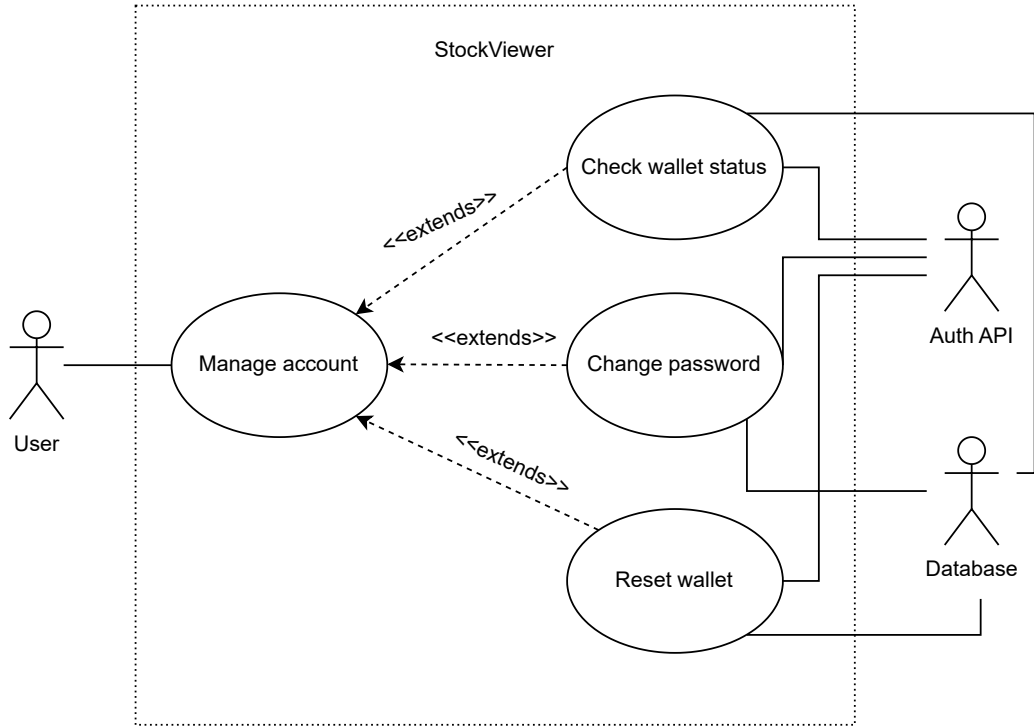 StockViewer
Check wallet status
<<extends>>
Auth API
<<extends>>
Manage account
Change password
User
<<extends>>
Database
Reset wallet